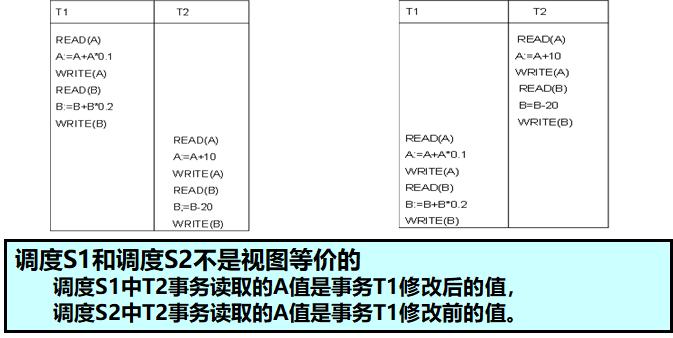 T1 T2
READ(A)
A:=A+A*0.1
WRITE(A)
READ(B)
B:=B+B*0.2
WRITE(B)
READ(A)
A:=A+10
WRITE(A)
READ(B)
B;=B-20
WRITE(B)
T1 T2
READ(A)
A:=A+10
WRITE(A)
READ(B)
B=B-20
WRITE(B)
READ(A)
A:=A+A*0.1
WRITE(A)
READ(B)
B:=B+B*0.2
WRITE(B)
调度S1和调度S2不是视图等价的
调度S1中T2事务读取的A值是事务T1修改后的值，
调度S2中T2事务读取的A值是事务T1修改前的值。